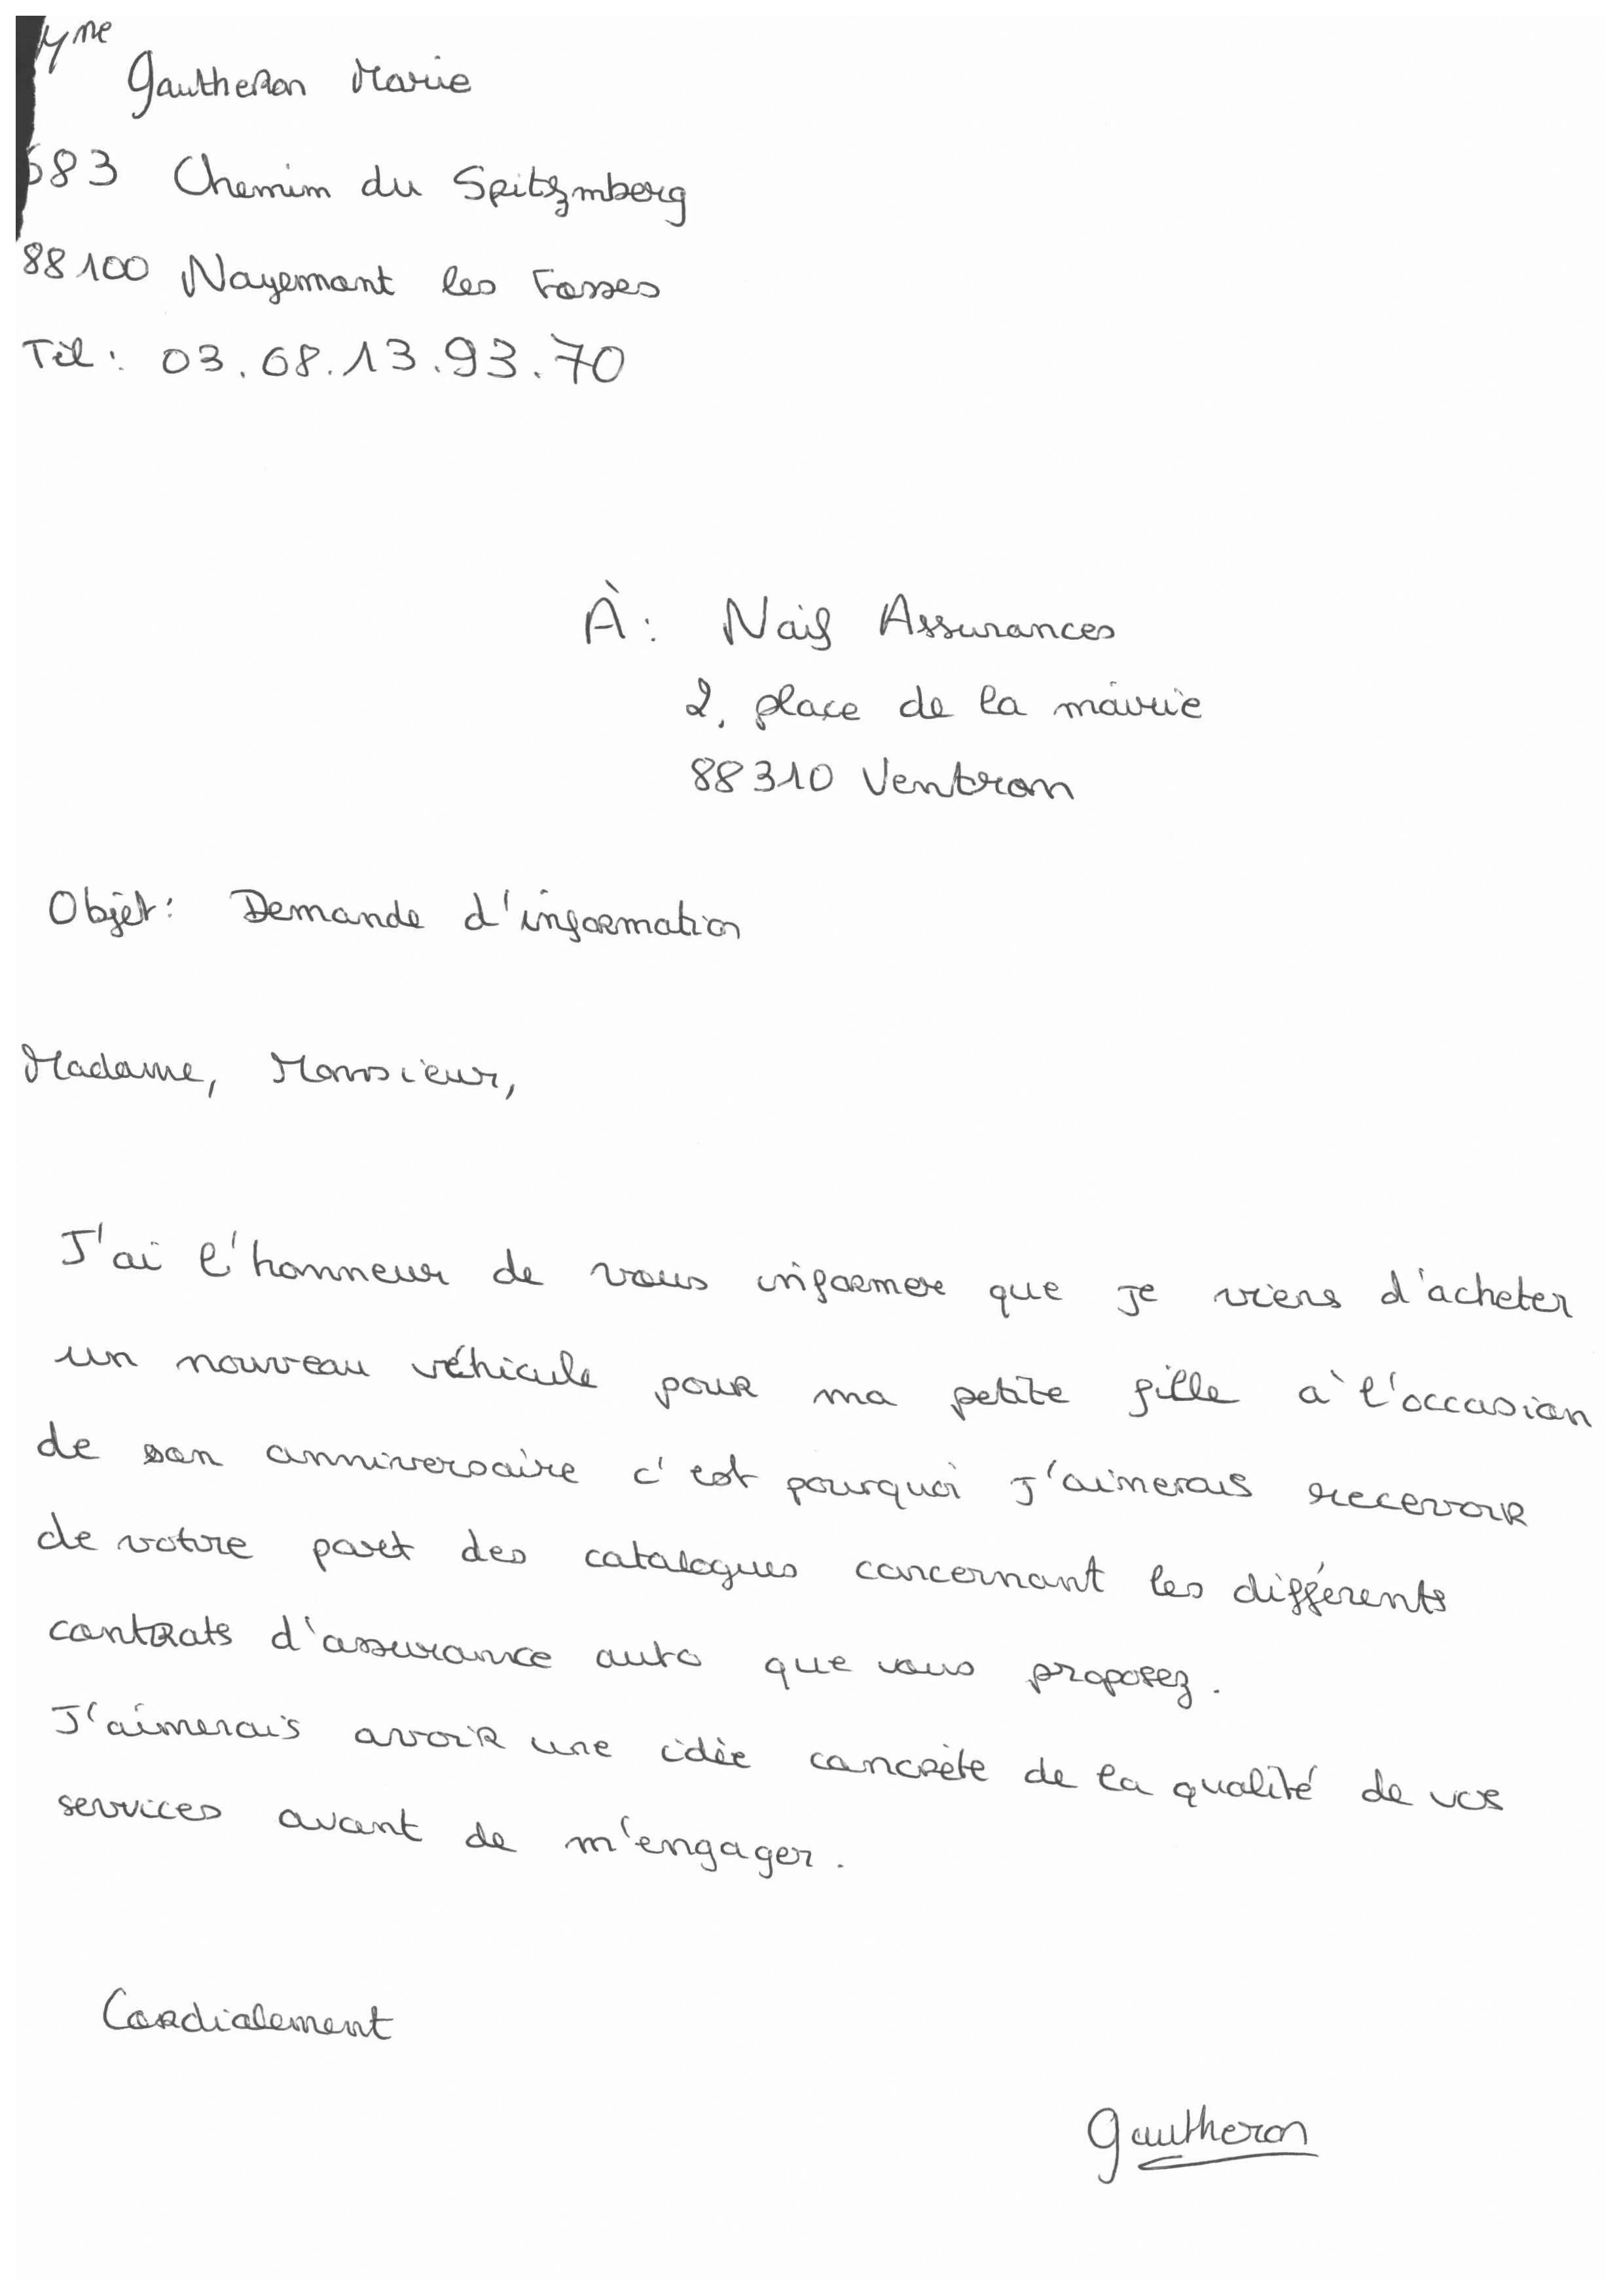 Mme
Gautheron Marie
683 Chemin du Spitzmberg
88100 Nayemont les Fosses
Tél : 03.68.13.93.70
À : Naif Assurances
2, place de la mairie
88310 Ventron
Objet : Demande d'information
Madame, Monsieur,
J'ai l'honneur de vous informer que je viens d'acheter
un nouveau véhicule pour ma petite fille à l'occasion
de son anniversaire c'est pourquoi j'aimerais recevoir
de votre part des catalogues concernant les différents
contrats d'assurance auto que vous proposez.
J'aimerais avoir une idée concrète de la qualité de vos
services avant de m'engager.
Cordialement
Gautheron